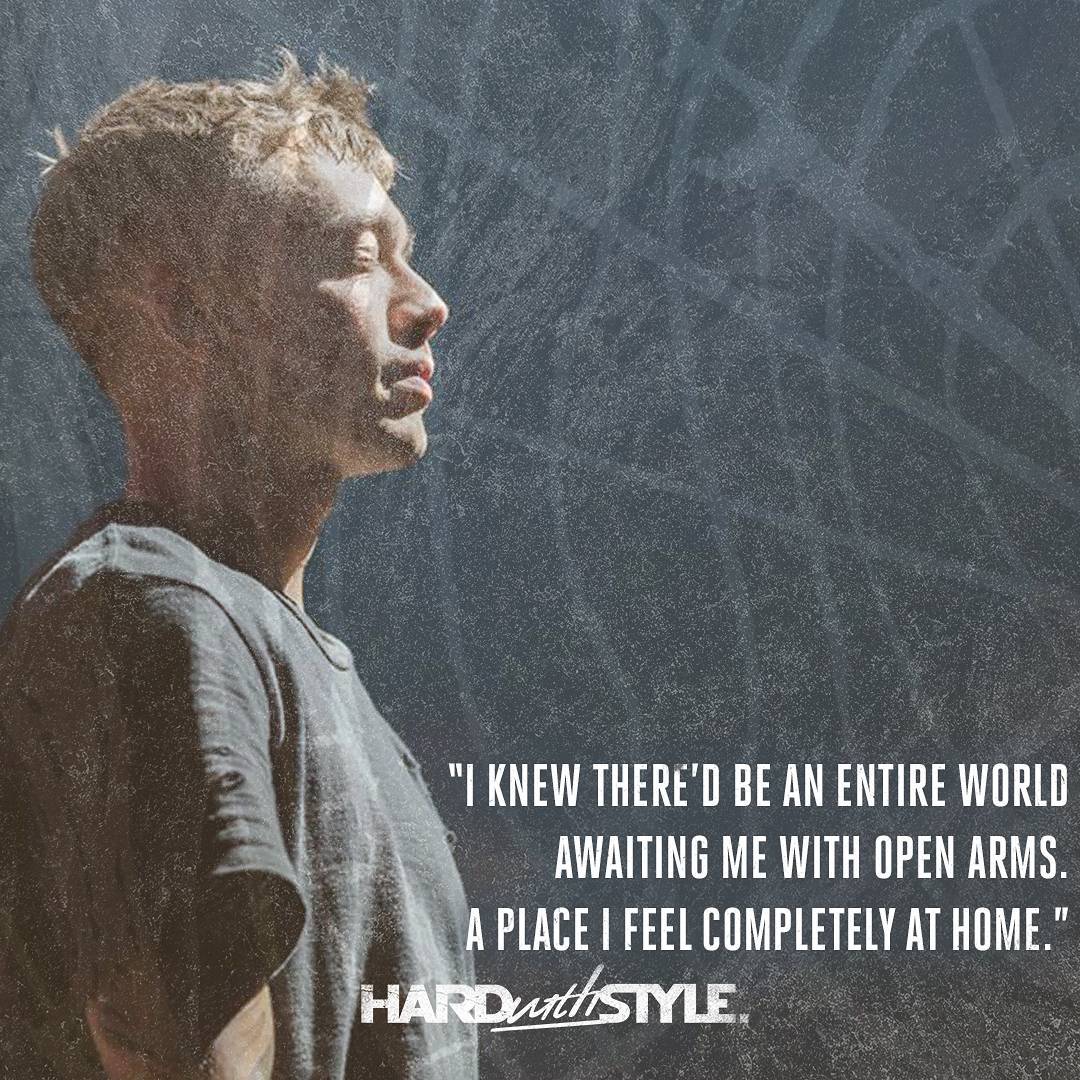 "I KNEW THERE'D BE AN ENTIRE WORLD
AWAITING ME WITH OPEN ARMS.
A PLACE I FEEL COMPLETELY AT HOME."
HARDwithSTYLE.